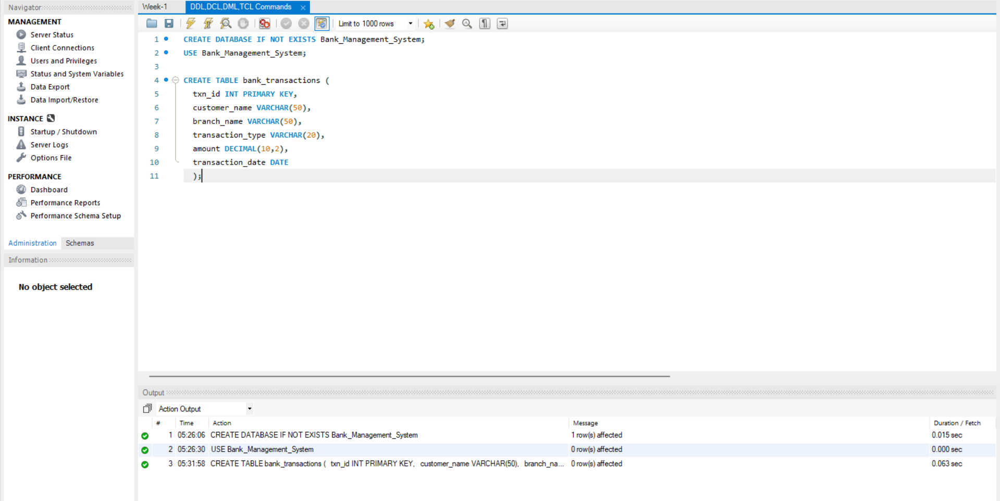 Navigator
MANAGEMENT
Server Status
Client Connections
Users and Privileges
Status and System Variables
Data Export
Data Import/Restore
INSTANCE
Startup / Shutdown
Server Logs
Options File
PERFORMANCE
Dashboard
Performance Reports
Performance Schema Setup
Administration Schemas
Information
No object selected
Week-1 DDL,DCL,DML,TCL Commands
Limit to 1000 rows
1 CREATE DATABASE IF NOT EXISTS Bank_Management_System;
2 USE Bank_Management_System;
3
4 CREATE TABLE bank_transactions (
5 txn_id INT PRIMARY KEY,
6 customer_name VARCHAR(50),
7 branch_name VARCHAR(50),
8 transaction_type VARCHAR(20),
9 amount DECIMAL(10,2),
10 transaction_date DATE
11 );
Output
Action Output
# Time Action Message Duration / Fetch
1 05:26:06 CREATE DATABASE IF NOT EXISTS Bank_Management_System 1 row(s) affected 0.015 sec
2 05:26:30 USE Bank_Management_System 0 row(s) affected 0.000 sec
3 05:31:58 CREATE TABLE bank_transactions ( txn_id INT PRIMARY KEY, customer_name VARCHAR(50), branch_na... 0 row(s) affected 0.063 sec